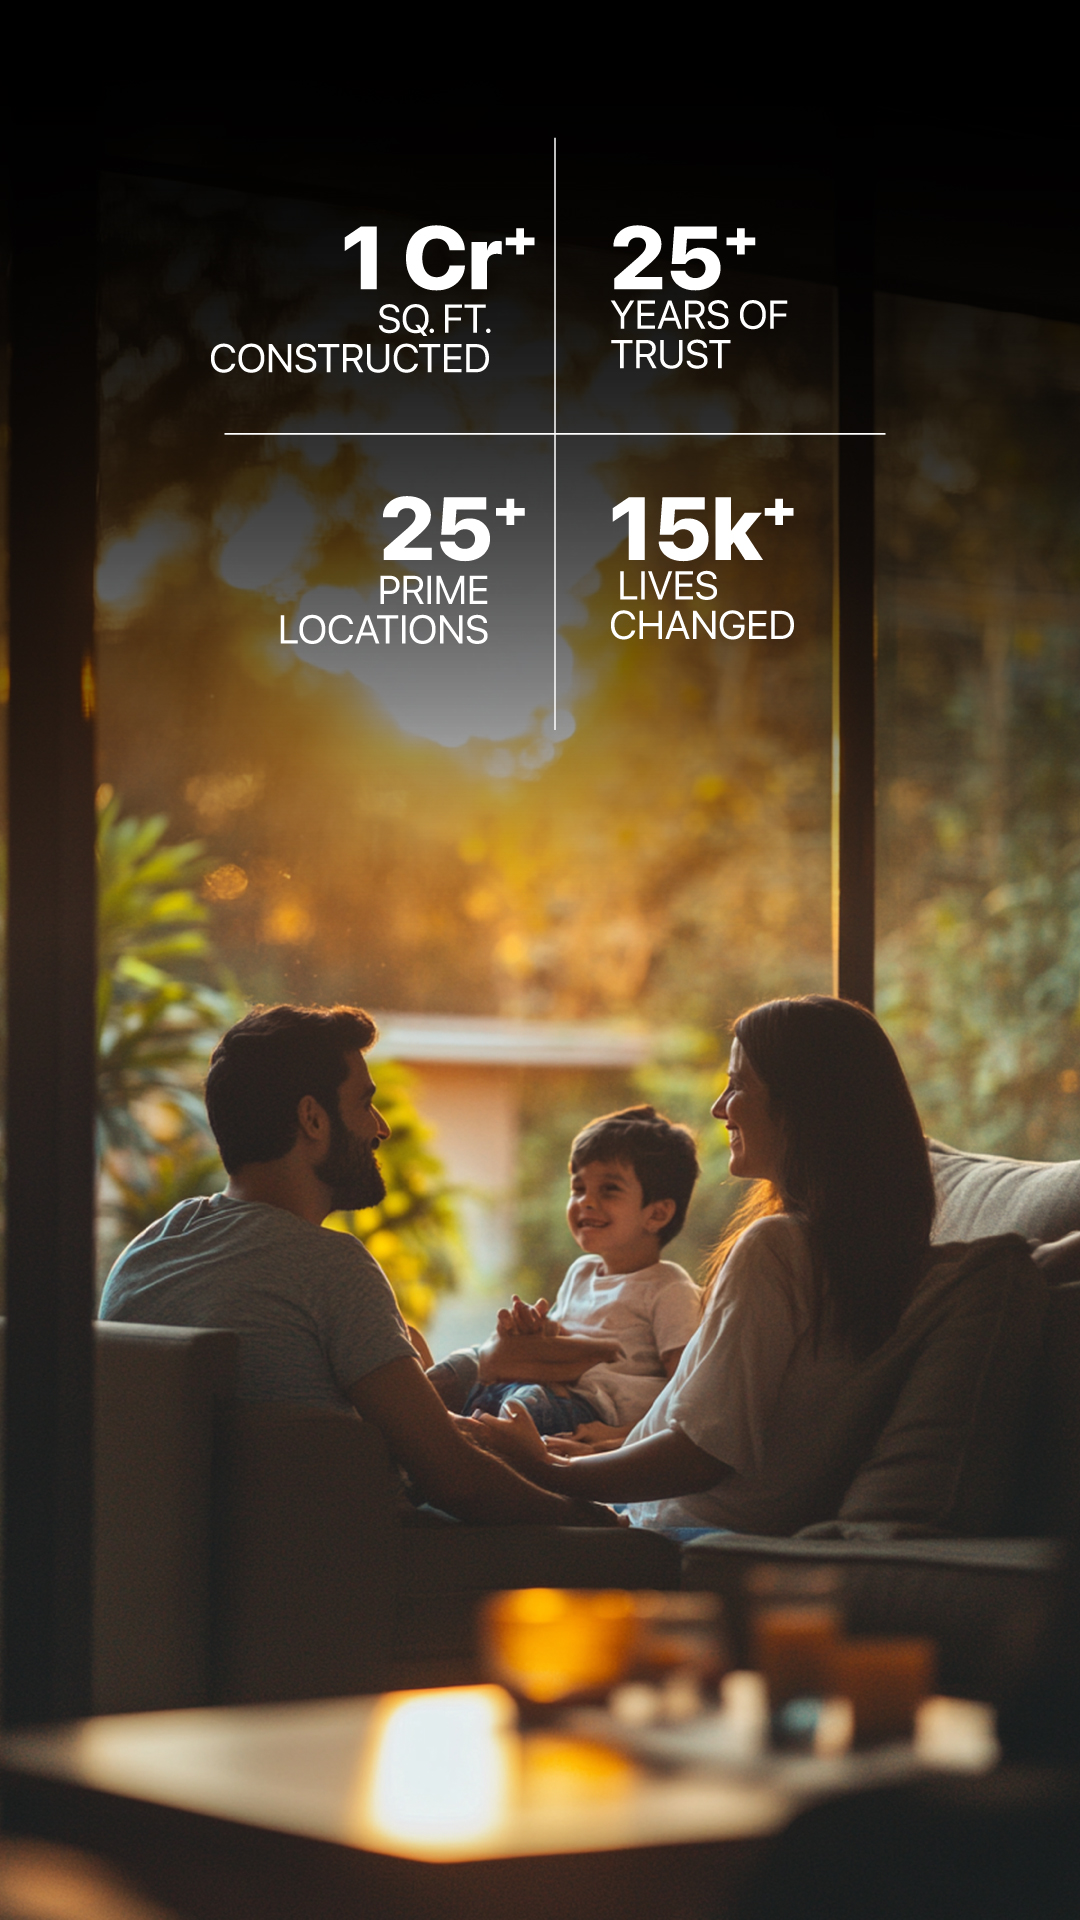 1 Cr+
SQ. FT.
CONSTRUCTED
25+
YEARS OF
TRUST
25+
PRIME
LOCATIONS
15k+
LIVES
CHANGED